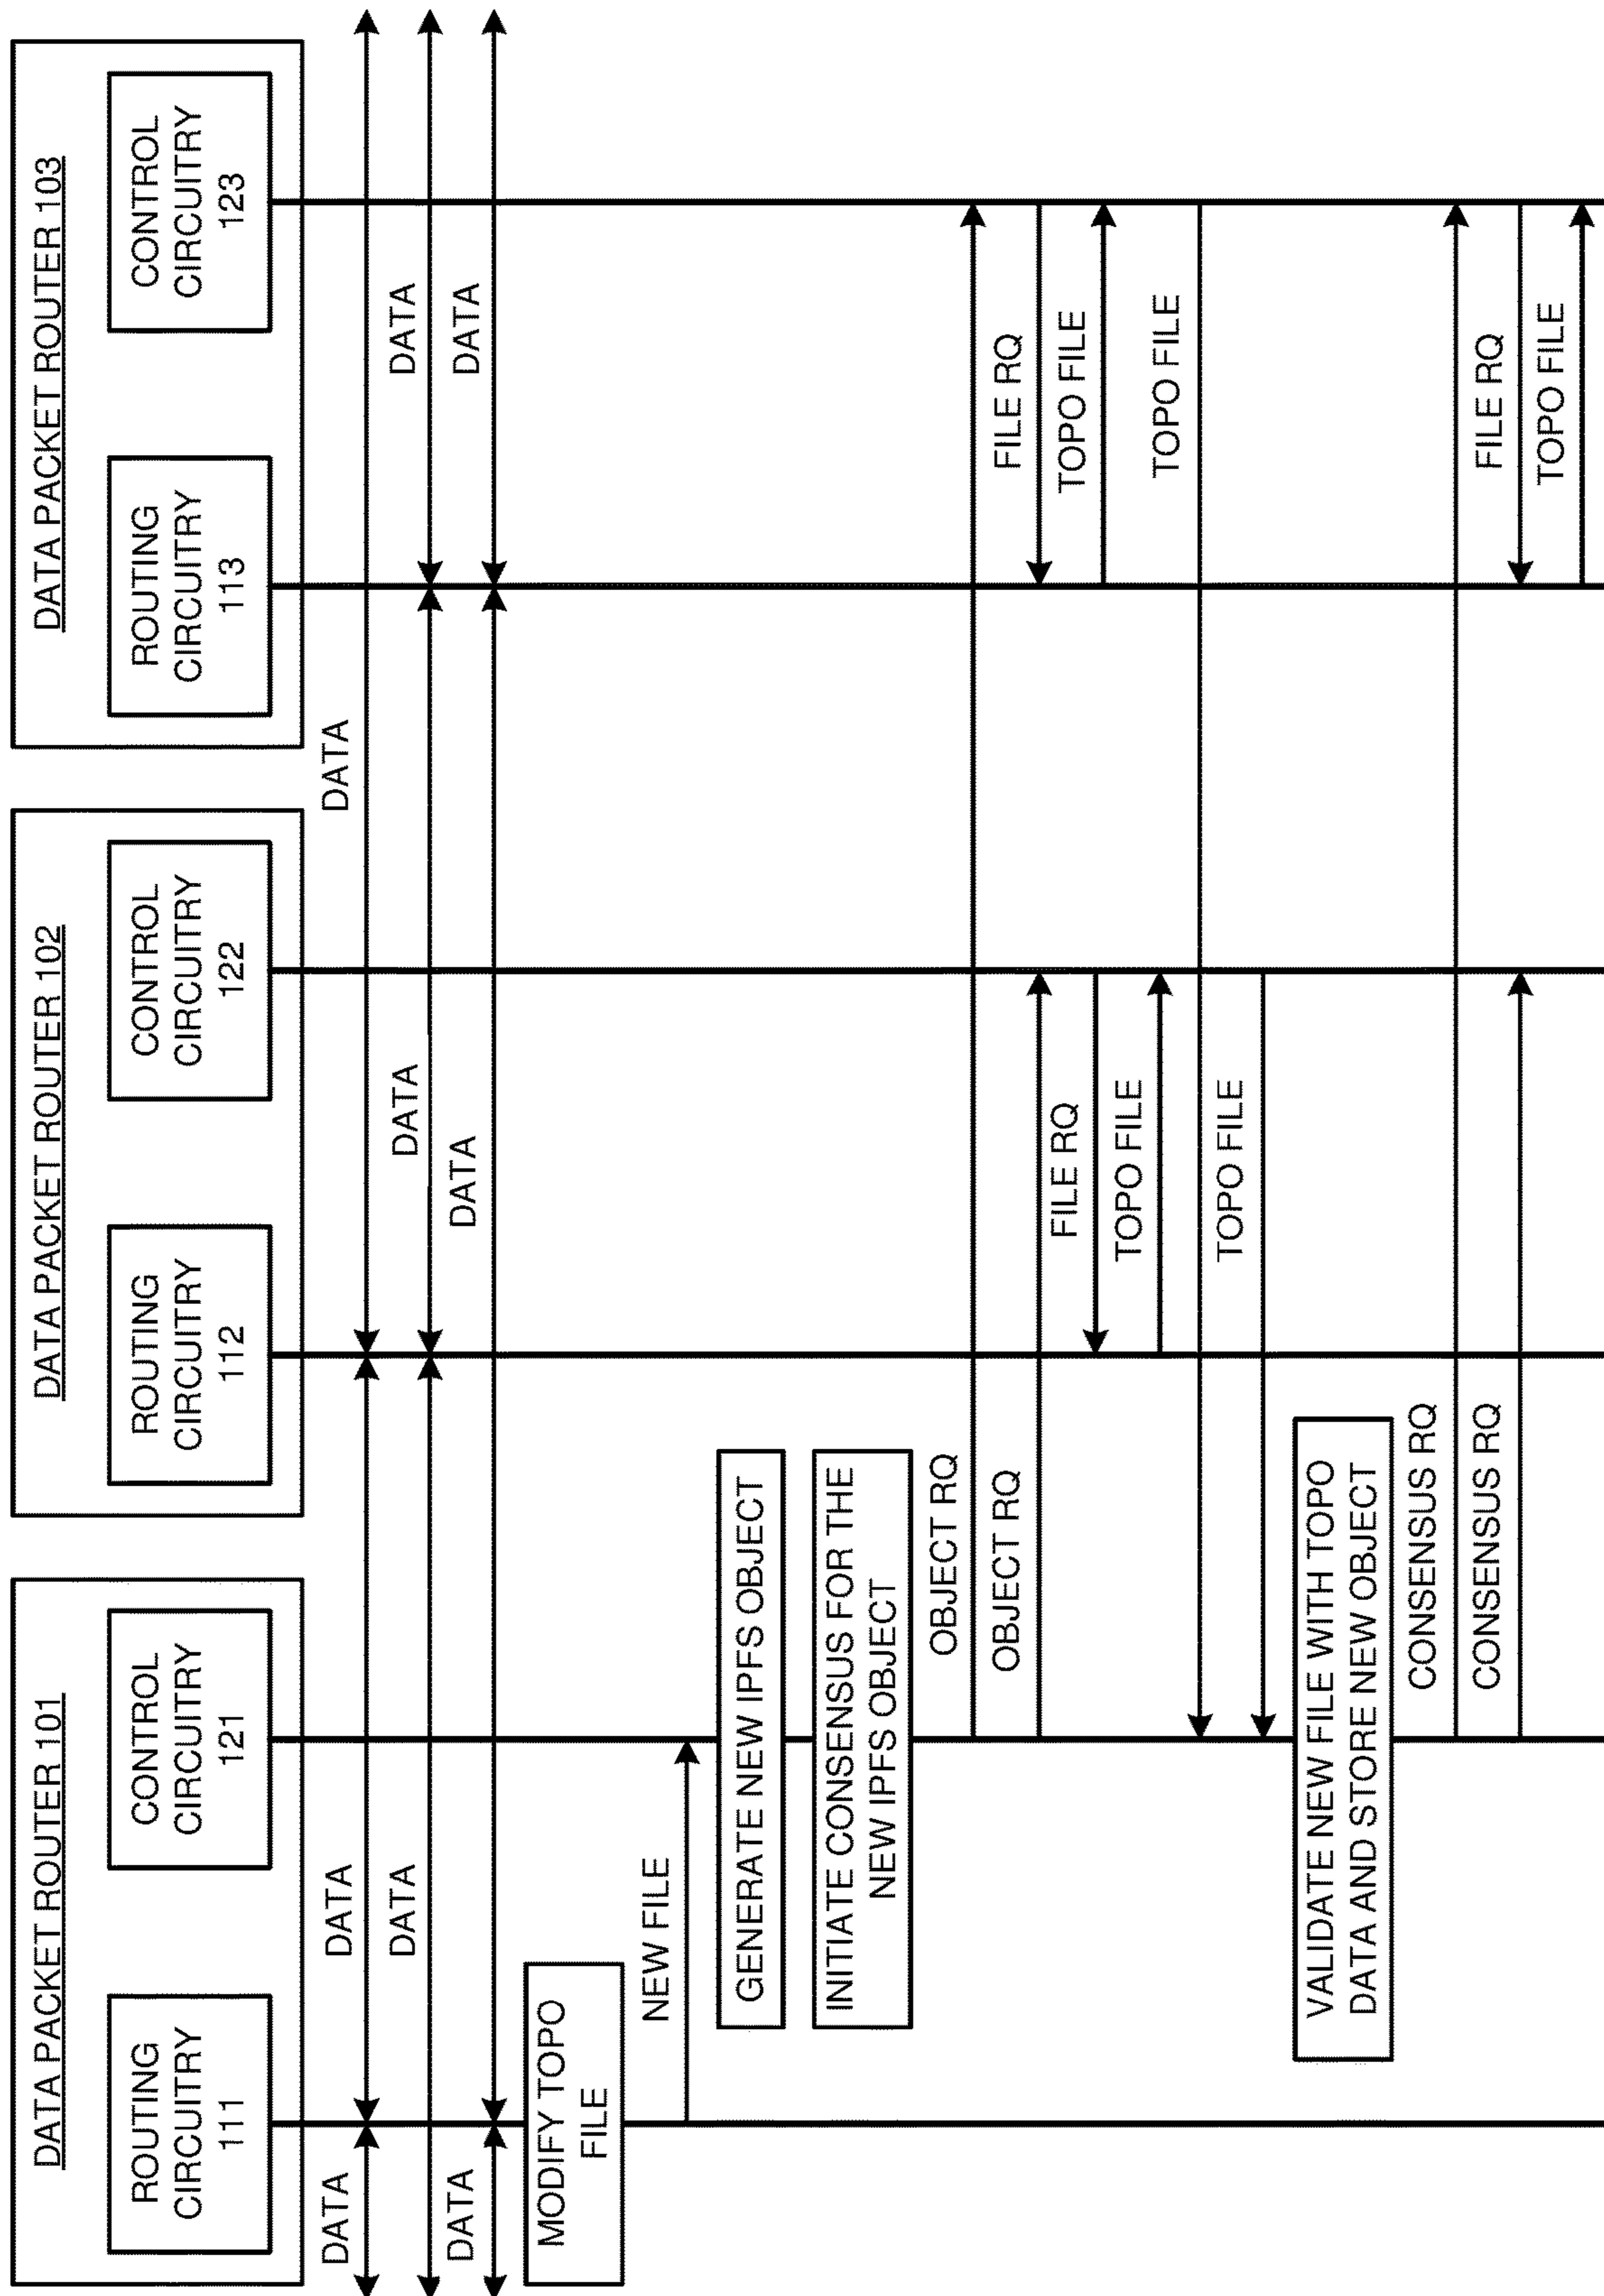 DATA PACKET ROUTER 101
ROUTING
CIRCUITRY
111
CONTROL
CIRCUITRY
121
DATA PACKET ROUTER 102
ROUTING
CIRCUITRY
112
CONTROL
CIRCUITRY
122
DATA PACKET ROUTER 103
ROUTING
CIRCUITRY
113
CONTROL
CIRCUITRY
123
DATA
DATA
DATA
DATA
DATA
DATA
DATA
DATA
DATA
MODIFY TOPO
FILE
NEW FILE
GENERATE NEW IPFS OBJECT
INITIATE CONSENSUS FOR THE
NEW IPFS OBJECT
OBJECT RQ
OBJECT RQ
FILE RQ
FILE RQ
TOPO FILE
TOPO FILE
TOPO FILE
TOPO FILE
VALIDATE NEW FILE WITH TOPO
DATA AND STORE NEW OBJECT
CONSENSUS RQ
CONSENSUS RQ
FILE RQ
TOPO FILE